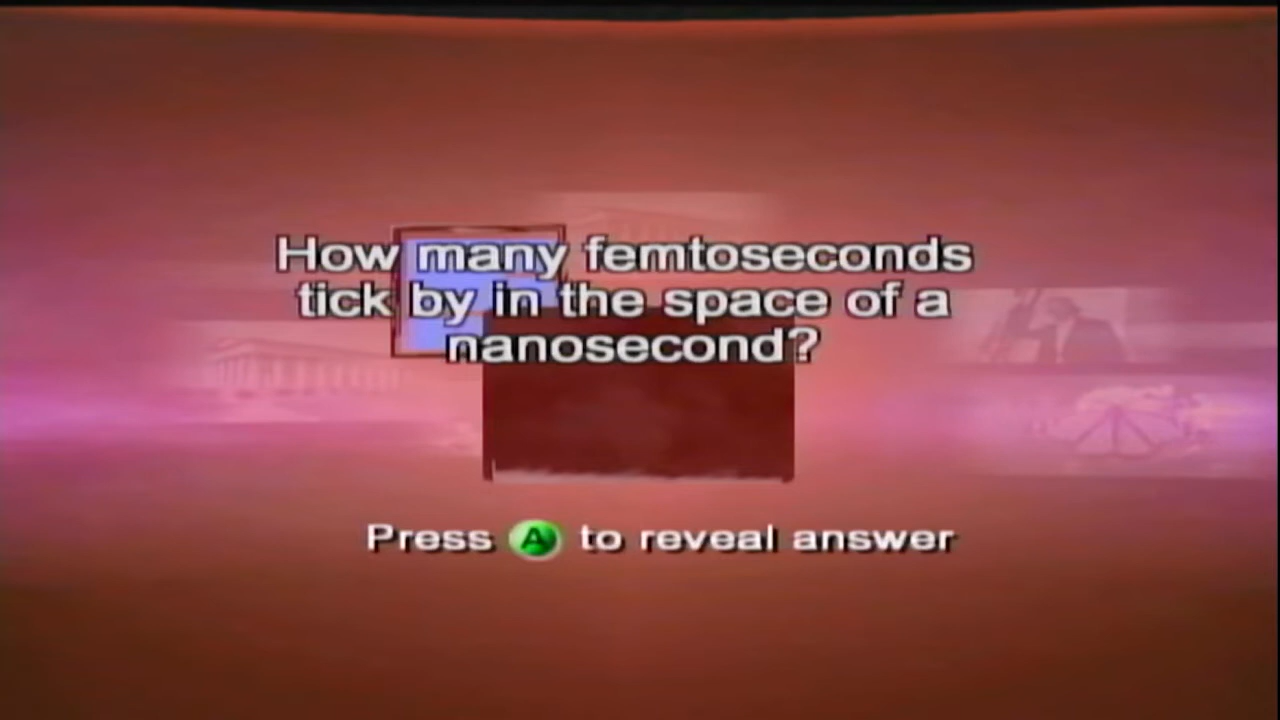 How many femtoseconds
tick by in the space of a
nanosecond?
Press A to reveal answer